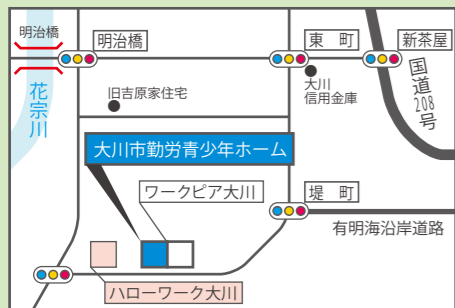 明治橋
明治橋
東 町
新茶屋
大川
信用金庫
旧吉原家住宅
花宗川
国道208号
大川市勤労青少年ホーム
ワークピア大川
堤 町
有明海沿岸道路
ハローワーク大川